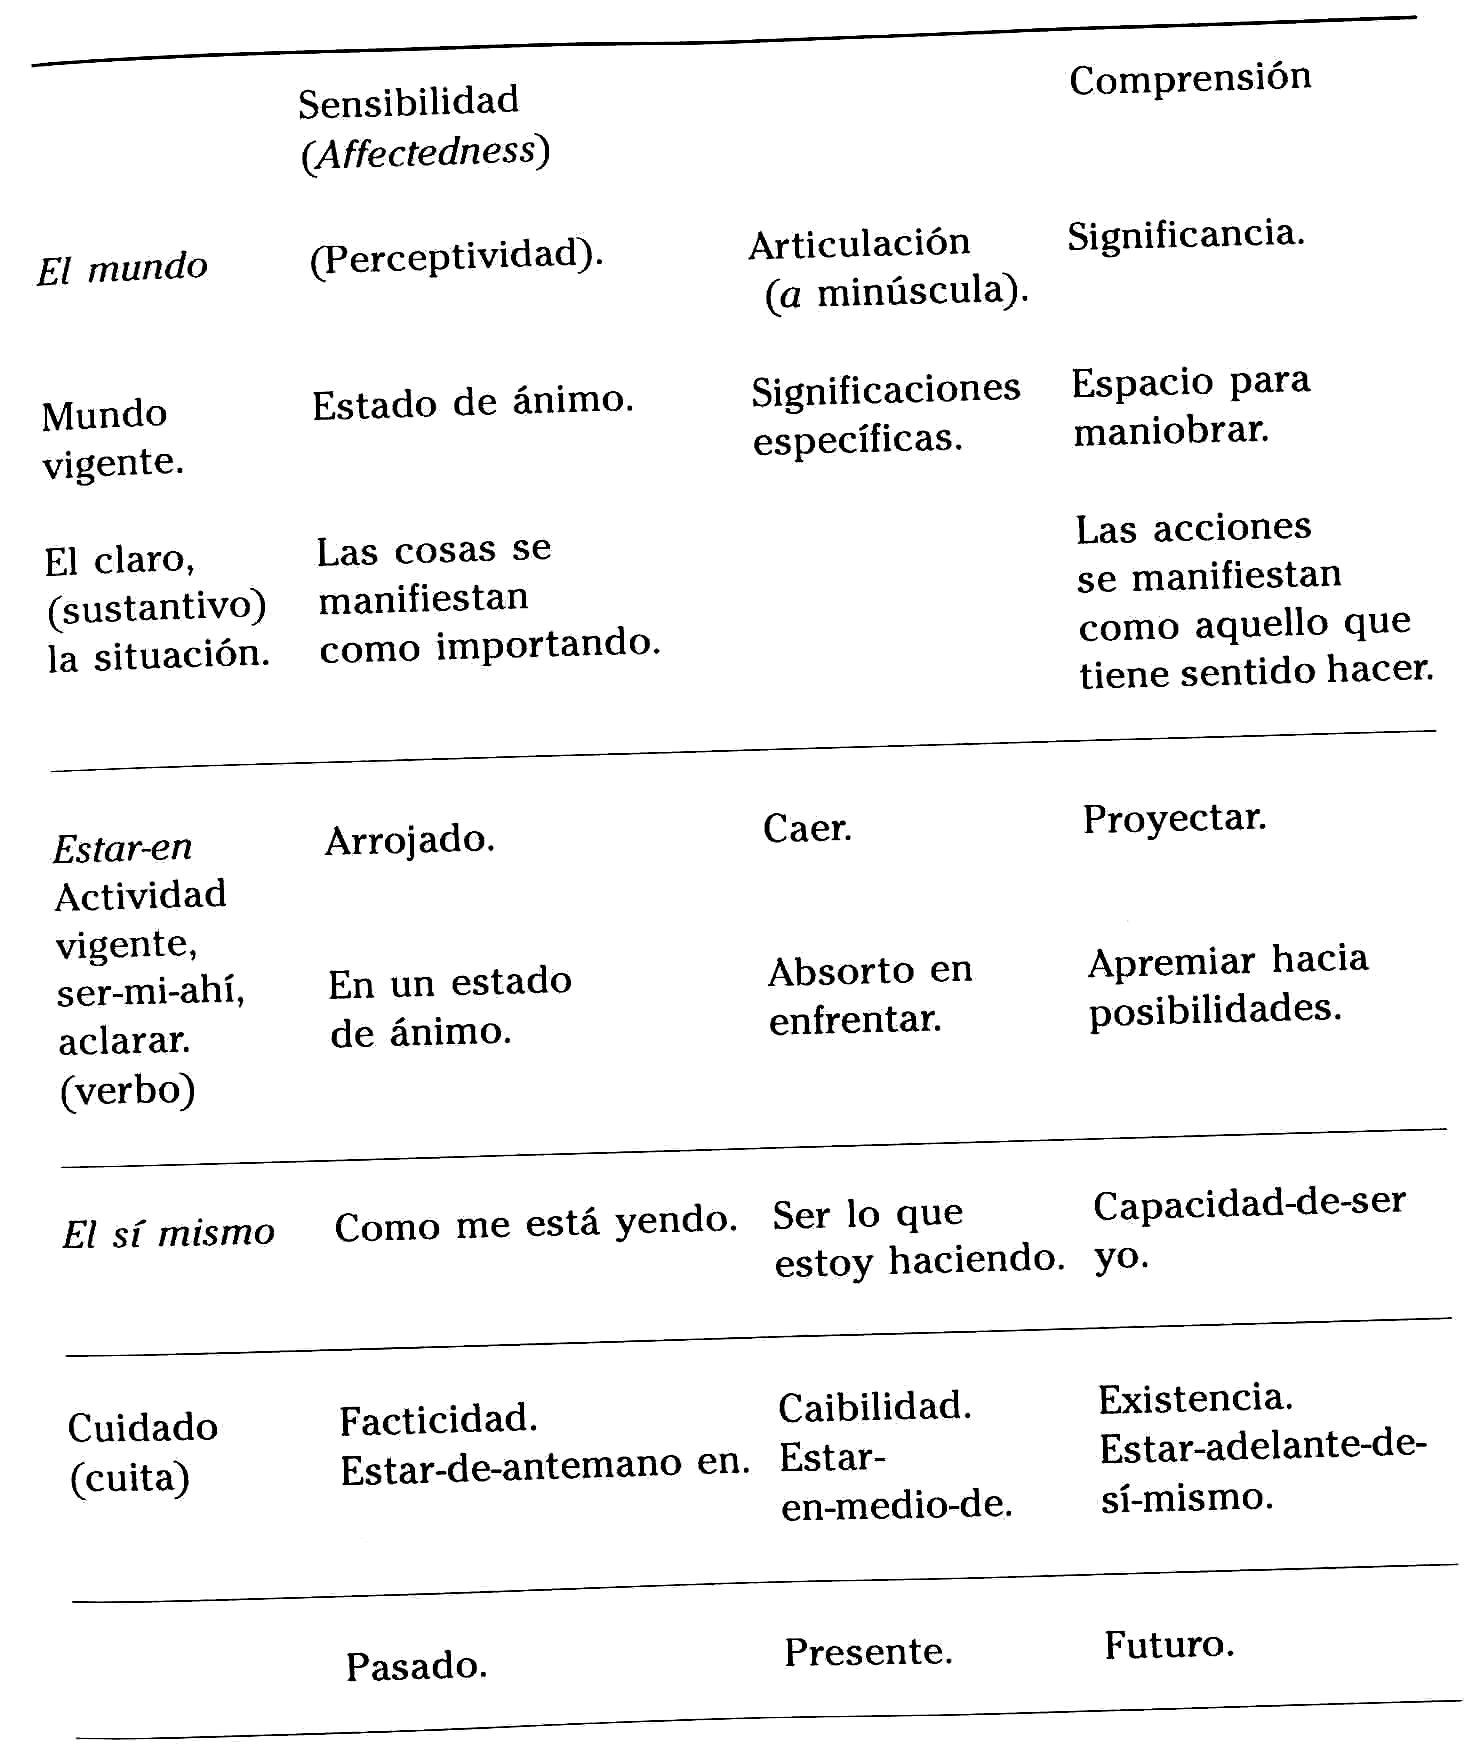 Sensibilidad
(Affectedness)
Comprensión
El mundo
(Perceptividad).
Articulación
(a minúscula).
Significancia.
Mundo
vigente.
Estado de ánimo.
Significaciones
específicas.
Espacio para
maniobrar.
El claro,
(sustantivo)
la situación.
Las cosas se
manifiestan
como importando.
Las acciones
se manifiestan
como aquello que
tiene sentido hacer.
Estar-en
Actividad
vigente,
ser-mi-ahí,
aclarar.
(verbo)
Arrojado.
Caer.
Proyectar.
En un estado
de ánimo.
Absorto en
enfrentar.
Apremiar hacia
posibilidades.
El sí mismo
Como me está yendo.
Ser lo que
estoy haciendo.
Capacidad-de-ser
yo.
Cuidado
(cuita)
Facticidad.
Estar-de-antemano en.
Caibilidad.
Estar-
en-medio-de.
Existencia.
Estar-adelante-de-
sí-mismo.
Pasado.
Presente.
Futuro.